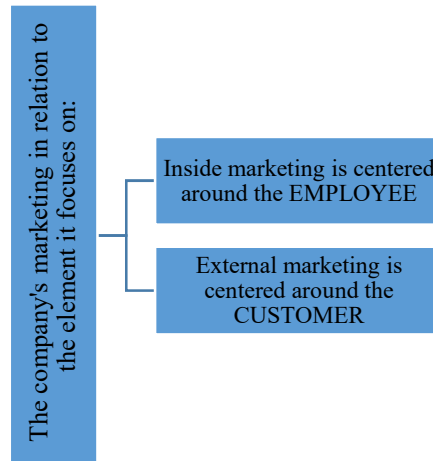 The company's marketing in relation to
the element it focuses on:
Inside marketing is centered
around the EMPLOYEE
External marketing is
centered around the
CUSTOMER